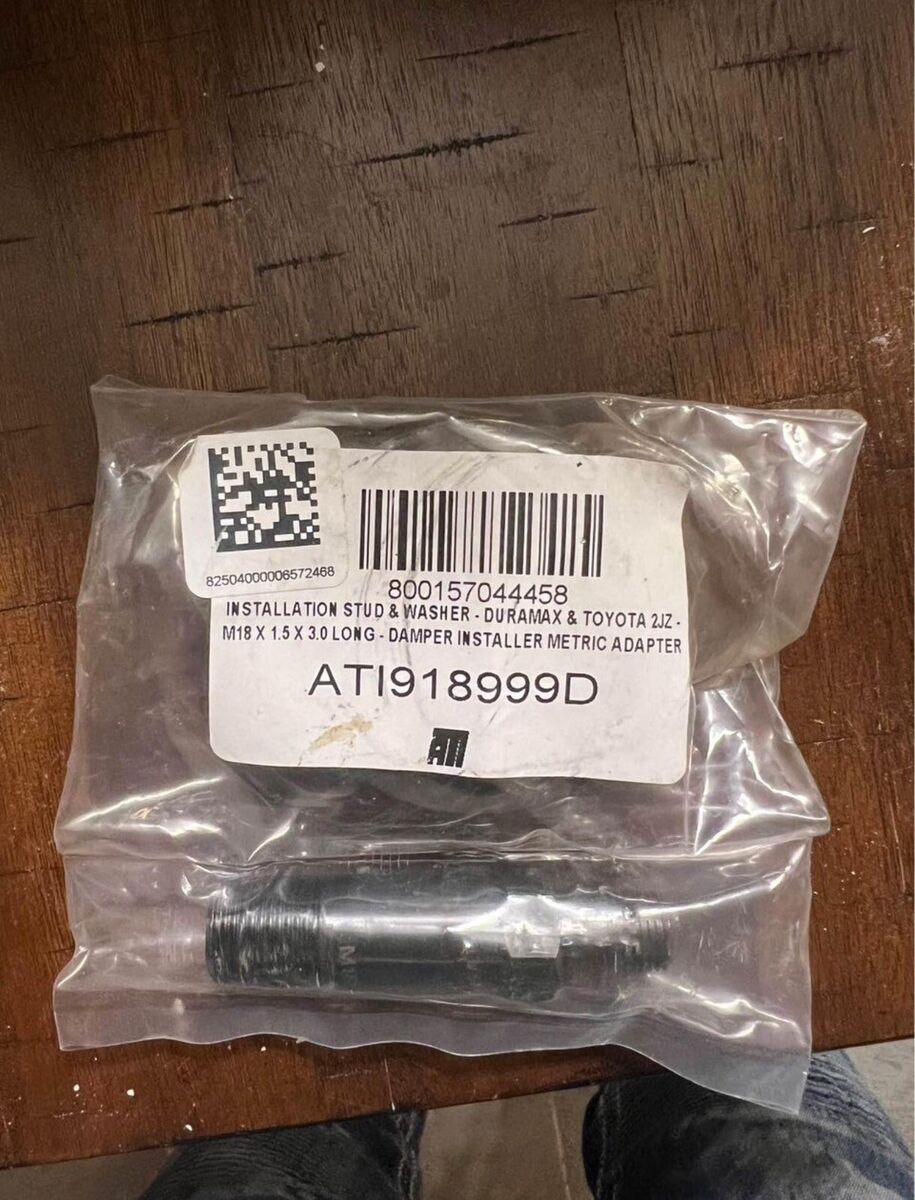 82504000006572468
800157044458
INSTALLATION STUD & WASHER - DURAMAX & TOYOTA 2JZ -
M18 X 1.5 X 3.0 LONG - DAMPER INSTALLER METRIC ADAPTER
ATI918999D
ATI
M